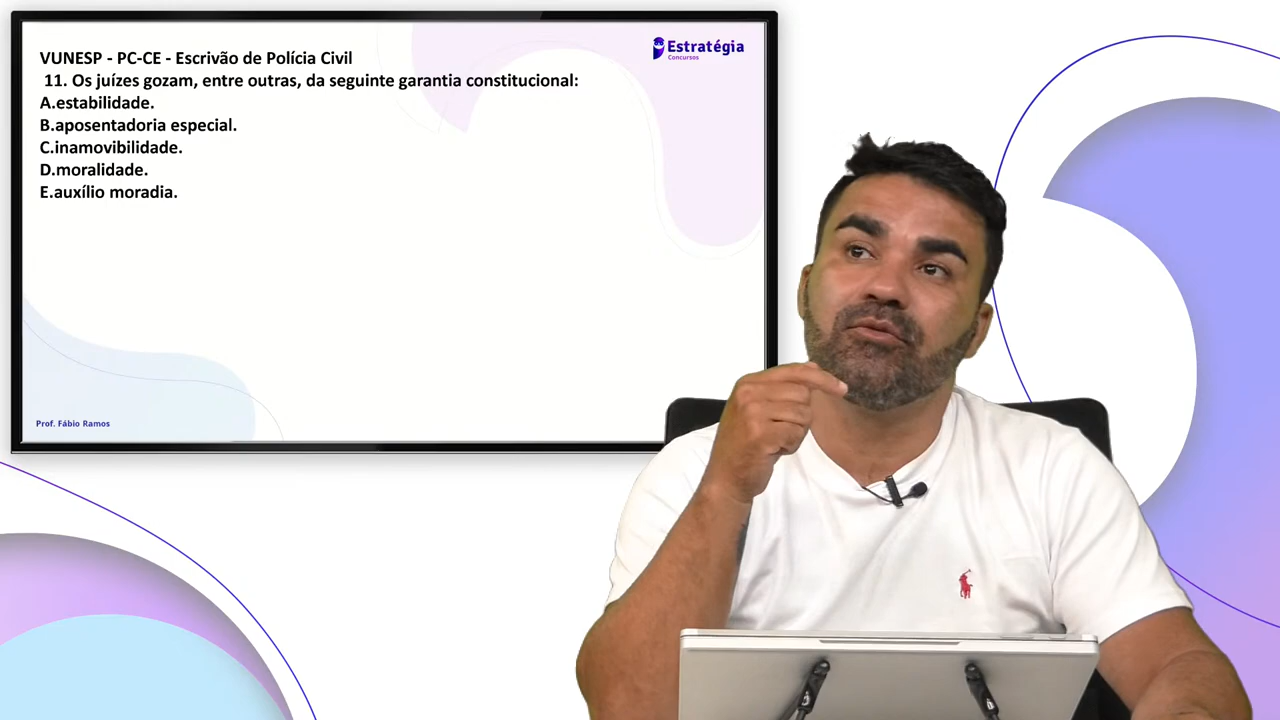 VUNESP - PC-CE - Escrivão de Polícia Civil
11. Os juízes gozam, entre outras, da seguinte garantia constitucional:
A.estabilidade.
B.aposentadoria especial.
C.inamovibilidade.
D.moralidade.
E.auxílio moradia.
Estratégia
Concursos
Prof. Fábio Ramos